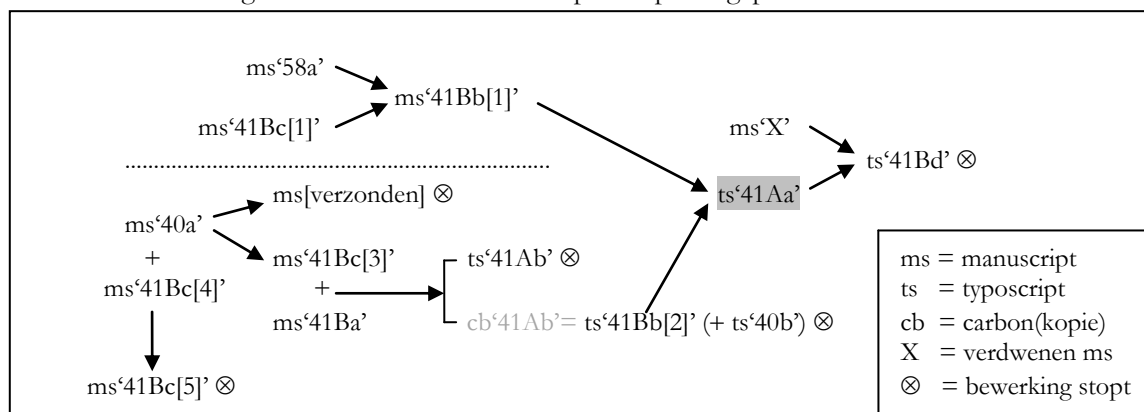 ms‘58a’
ms‘41Bb[1]’
ms‘41Bc[1]’
ms‘X’
ts‘41Bd’ ⊗
ms[verzonden] ⊗
ts‘41Aa’
ms‘40a’
+
ms‘41Bc[3]’
ts‘41Ab’ ⊗
ms‘41Bc[4]’
+
ms‘41Ba’
cb‘41Ab’= ts‘41Bb[2]’ (+ ts‘40b’) ⊗
ms‘41Bc[5]’ ⊗
ms = manuscript
ts = typoscript
cb = carbon(kopie)
X = verdwenen ms
⊗ = bewerking stopt